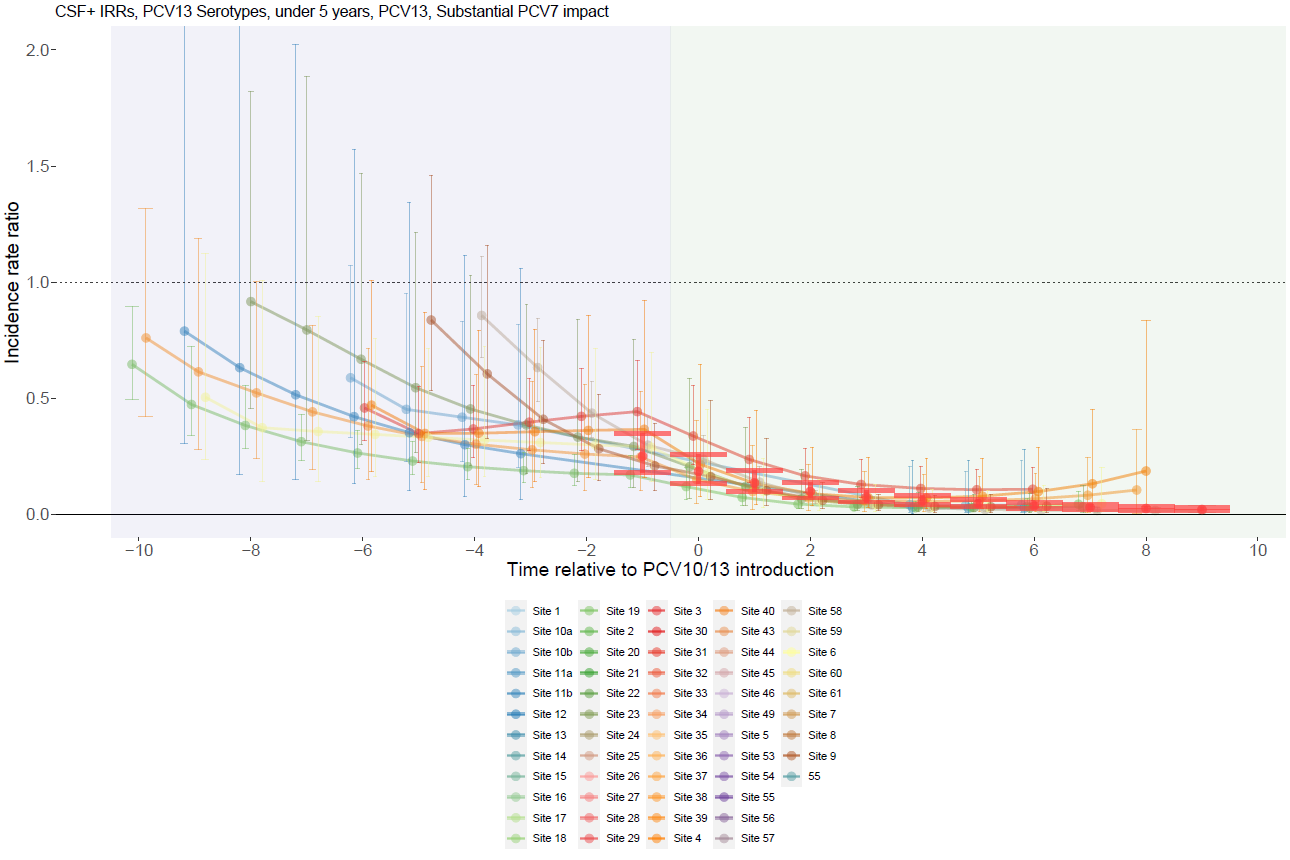 CSF+ IRRs, PCV13 Serotypes, under 5 years, PCV13, Substantial PCV7 impact
Incidence rate ratio
2.0
1.5
1.0
0.5
0.0
−10 −8 −6 −4 −2 0 2 4 6 8 10
Time relative to PCV10/13 introduction
Site 1 Site 19 Site 3 Site 40 Site 58
Site 10a Site 2 Site 30 Site 43 Site 59
Site 10b Site 20 Site 31 Site 44 Site 6
Site 11a Site 21 Site 32 Site 45 Site 60
Site 11b Site 22 Site 33 Site 46 Site 61
Site 12 Site 23 Site 34 Site 49 Site 7
Site 13 Site 24 Site 35 Site 5 Site 8
Site 14 Site 25 Site 36 Site 53 Site 9
Site 15 Site 26 Site 37 Site 54 55
Site 16 Site 27 Site 38 Site 55
Site 17 Site 28 Site 39 Site 56
Site 18 Site 29 Site 4 Site 57